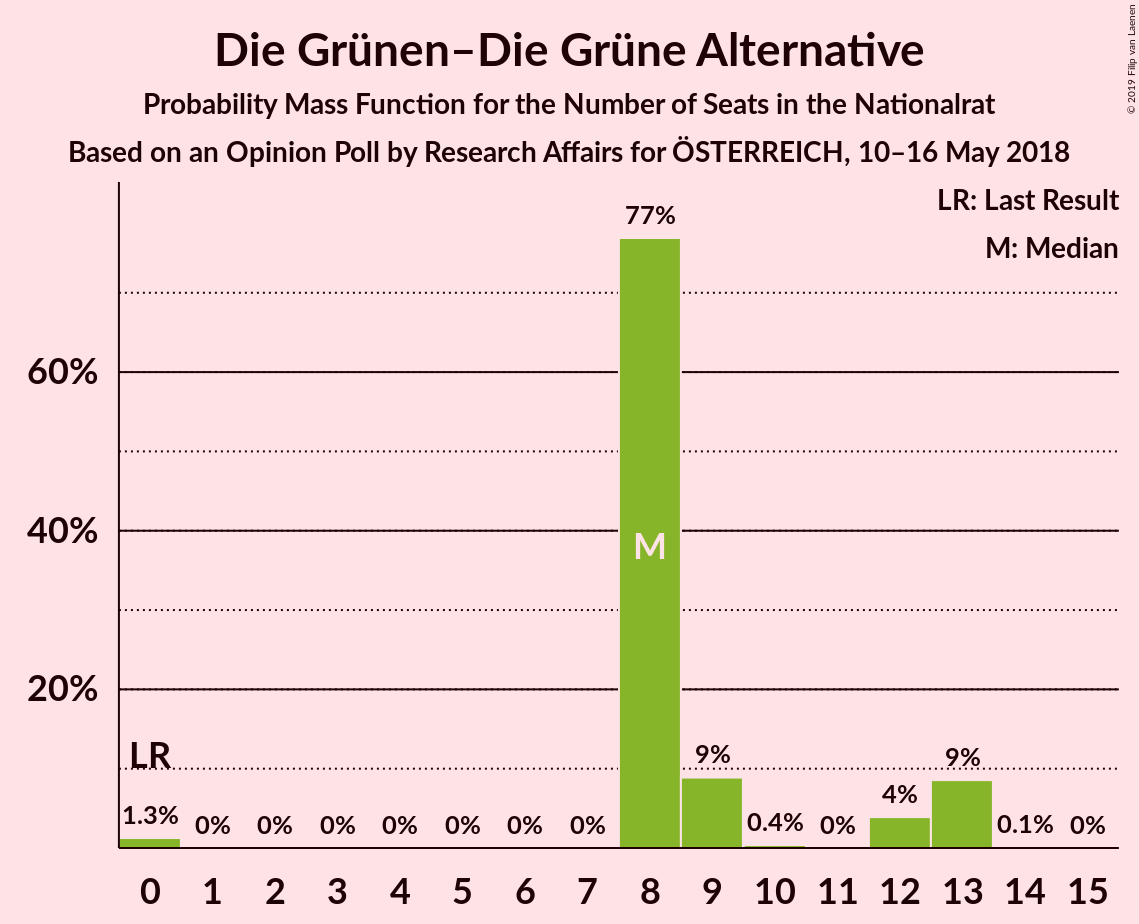 Die Grünen–Die Grüne Alternative
Probability Mass Function for the Number of Seats in the Nationalrat
Based on an Opinion Poll by Research Affairs for ÖSTERREICH, 10–16 May 2018
© 2019 Filip van Laenen
LR: Last Result
M: Median
77%
60%
40%
M
20%
LR
1.3% 0% 0% 0% 0% 0% 0% 0% 9% 0.4% 0% 4% 9% 0.1% 0%
0 1 2 3 4 5 6 7 8 9 10 11 12 13 14 15